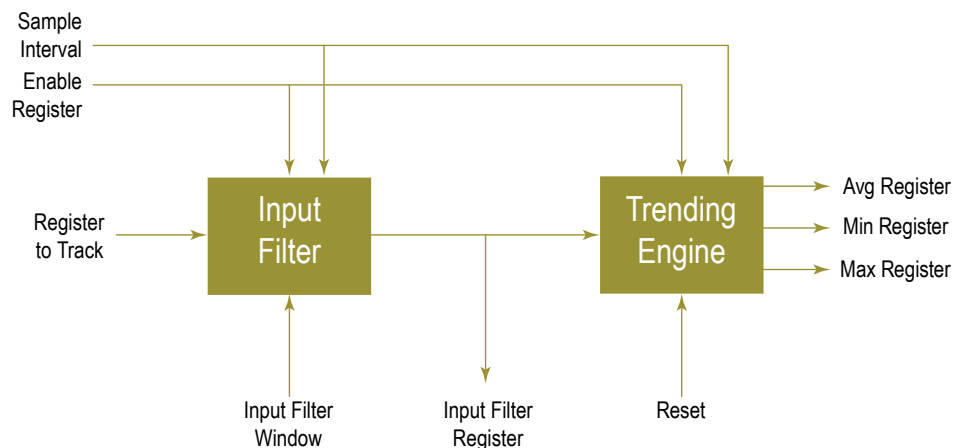 Sample
Interval
Enable
Register
Register
to Track
Input
Filter
Trending
Engine
Avg Register
Min Register
Max Register
Input Filter
Window
Input Filter
Register
Reset